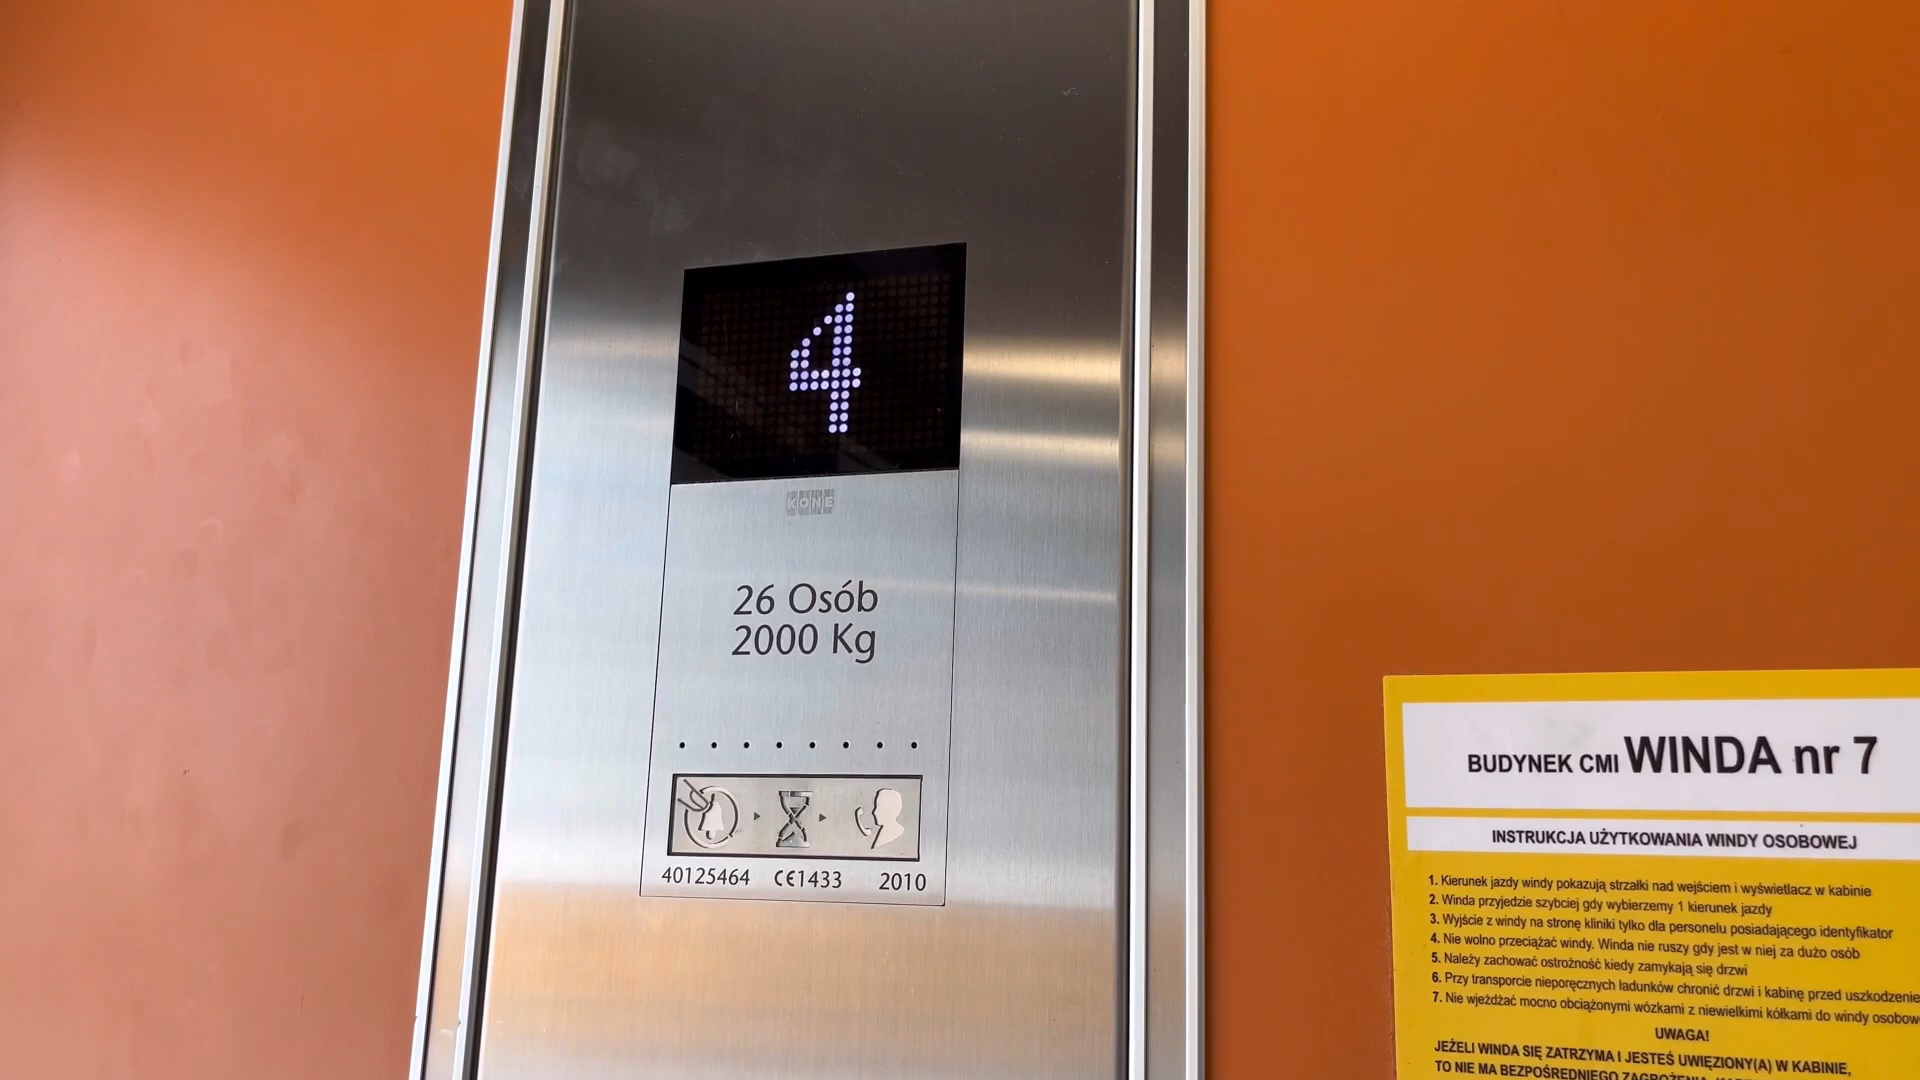 4
KONE
26 Osób
2000 Kg
40125464 CE1433 2010
BUDYNEK CMI WINDA nr 7
INSTRUKCJA UŻYTKOWANIA WINDY OSOBOWEJ
1. Kierunek jazdy windy pokazują strzałki nad wejściem i wyświetlacz w kabinie
2. Winda przyjedzie szybciej gdy wybierzemy 1 kierunek jazdy
3. Wyjście z windy na stronę kliniki tylko dla personelu posiadającego identyfikator
4. Nie wolno przeciążać windy. Winda nie ruszy gdy jest w niej za dużo osób
5. Należy zachować ostrożność kiedy zamykają się drzwi
6. Przy transporcie nieporęcznych ładunków chronić drzwi i kabinę przed uszkodzenie
7. Nie wjeżdżać mocno obciążonymi wózkami z niewielkimi kółkami do windy osobow
UWAGA!
JEŻELI WINDA SIĘ ZATRZYMA I JESTEŚ UWIĘZIONY(A) W KABINIE,
TO NIE MA BEZPOŚREDNIEGO ZAGROŻENIA